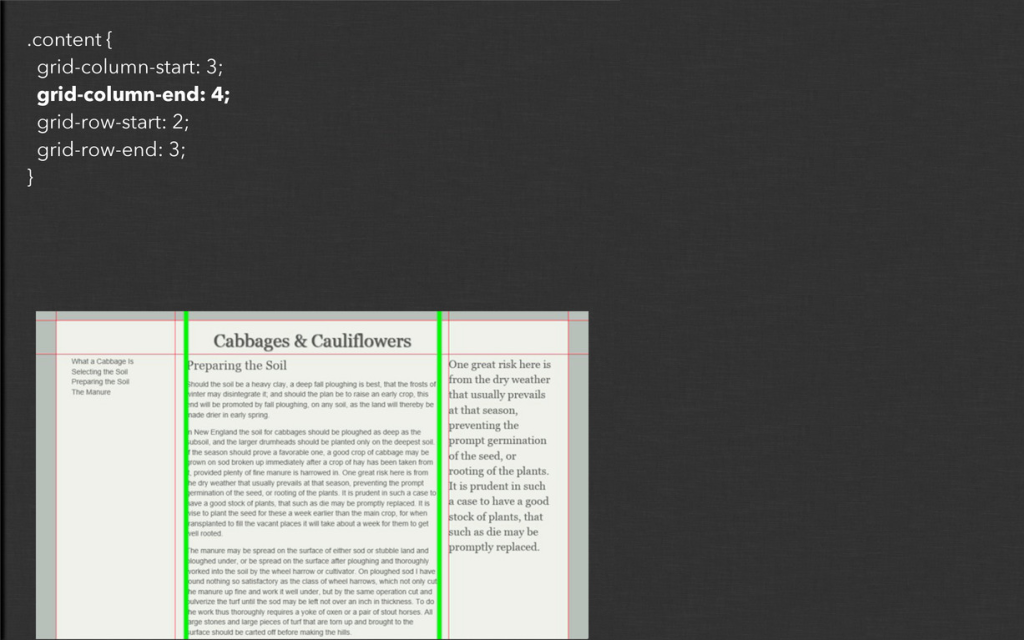 .content {
grid-column-start: 3;
grid-column-end: 4;
grid-row-start: 2;
grid-row-end: 3;
}
Cabbages & Cauliflowers
What a Cabbage Is
Selecting the Soil
Preparing the Soil
The Manure
Preparing the Soil
Should the soil be a heavy clay, a deep fall ploughing is best, that the frosts of
winter may disintegrate it; and should the plan be to raise an early crop, this
end will be promoted by fall ploughing, on any soil, as the land will thereby be
made drier in early spring.
In New England the soil for cabbages should be ploughed as deep as the
subsoil, and the larger drumheads should be planted only on the deepest soil.
If the season should prove a favorable one, a good crop of cabbage may be
grown on sod broken up immediately after a crop of hay has been taken from
it, provided plenty of fine manure is harrowed in. One great risk here is from
the dry weather that usually prevails at that season, preventing the prompt
germination of the seed, or rooting of the plants. It is prudent in such a case to
have a good stock of plants, that such as die may be promptly replaced. It is
wise to plant the seed for these a week earlier than the main crop, for when
transplanted to fill the vacant places it will take about a week for them to get
well rooted.
The manure may be spread on the surface of either sod or stubble land and
ploughed under, or be spread on the surface after ploughing and thoroughly
worked into the soil by the wheel harrow or cultivator. On ploughed sod I have
found nothing so satisfactory as the class of wheel harrows, which not only cut
the manure up fine and work it well under, but by the same operation cut and
pulverize the turf until the sod may be left not over an inch in thickness. To do
the work thus thoroughly requires a yoke of oxen or a pair of stout horses. All
large stones and large pieces of turf that are torn up and brought to the
surface should be carted off before making the hills.
One great risk here is
from the dry weather
that usually prevails
at that season,
preventing the
prompt germination
of the seed, or
rooting of the plants.
It is prudent in such
a case to have a good
stock of plants, that
such as die may be
promptly replaced.